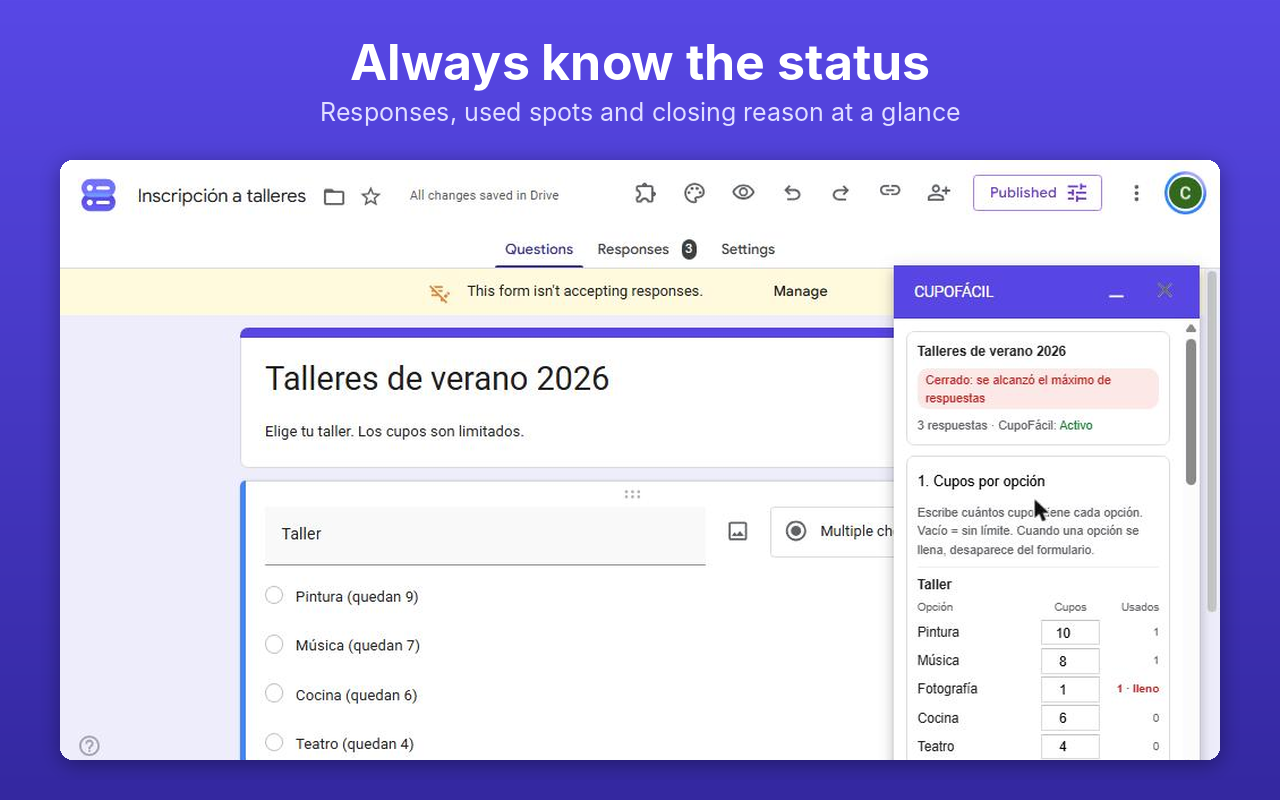 Always know the status
Responses, used spots and closing reason at a glance
Inscripción a talleres
All changes saved in Drive
Published
C
Questions
Responses 3
Settings
This form isn't accepting responses.
Manage
Talleres de verano 2026
Elige tu taller. Los cupos son limitados.
Taller
Pintura (quedan 9)
Música (quedan 7)
Cocina (quedan 6)
Teatro (quedan 4)
CUPOFÁCIL
Talleres de verano 2026
Cerrado: se alcanzó el máximo de
respuestas
3 respuestas · CupoFácil: Activo
1. Cupos por opción
Escribe cuántos cada opción.
Vacío = sin límite. Cuando una opción se
llena, desaparece del formulario.
Taller
Opción Cupos Usados
Pintura 10 1
Música 8 1
Fotografía 1 1 · lleno
Cocina 6 0
Teatro 4 0